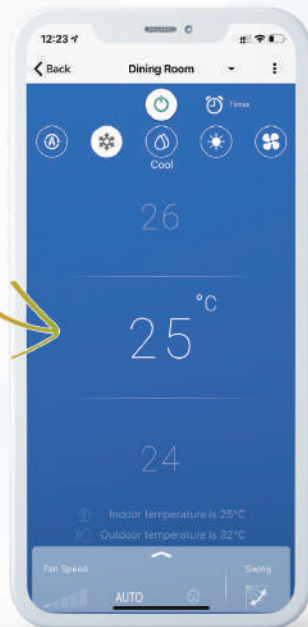 12:23
Back Dining Room
Timer
Cool
26
25 °C
24
Indoor temperature is 25°C
Outdoor temperature is 32°C
Fan Speed Swing
AUTO